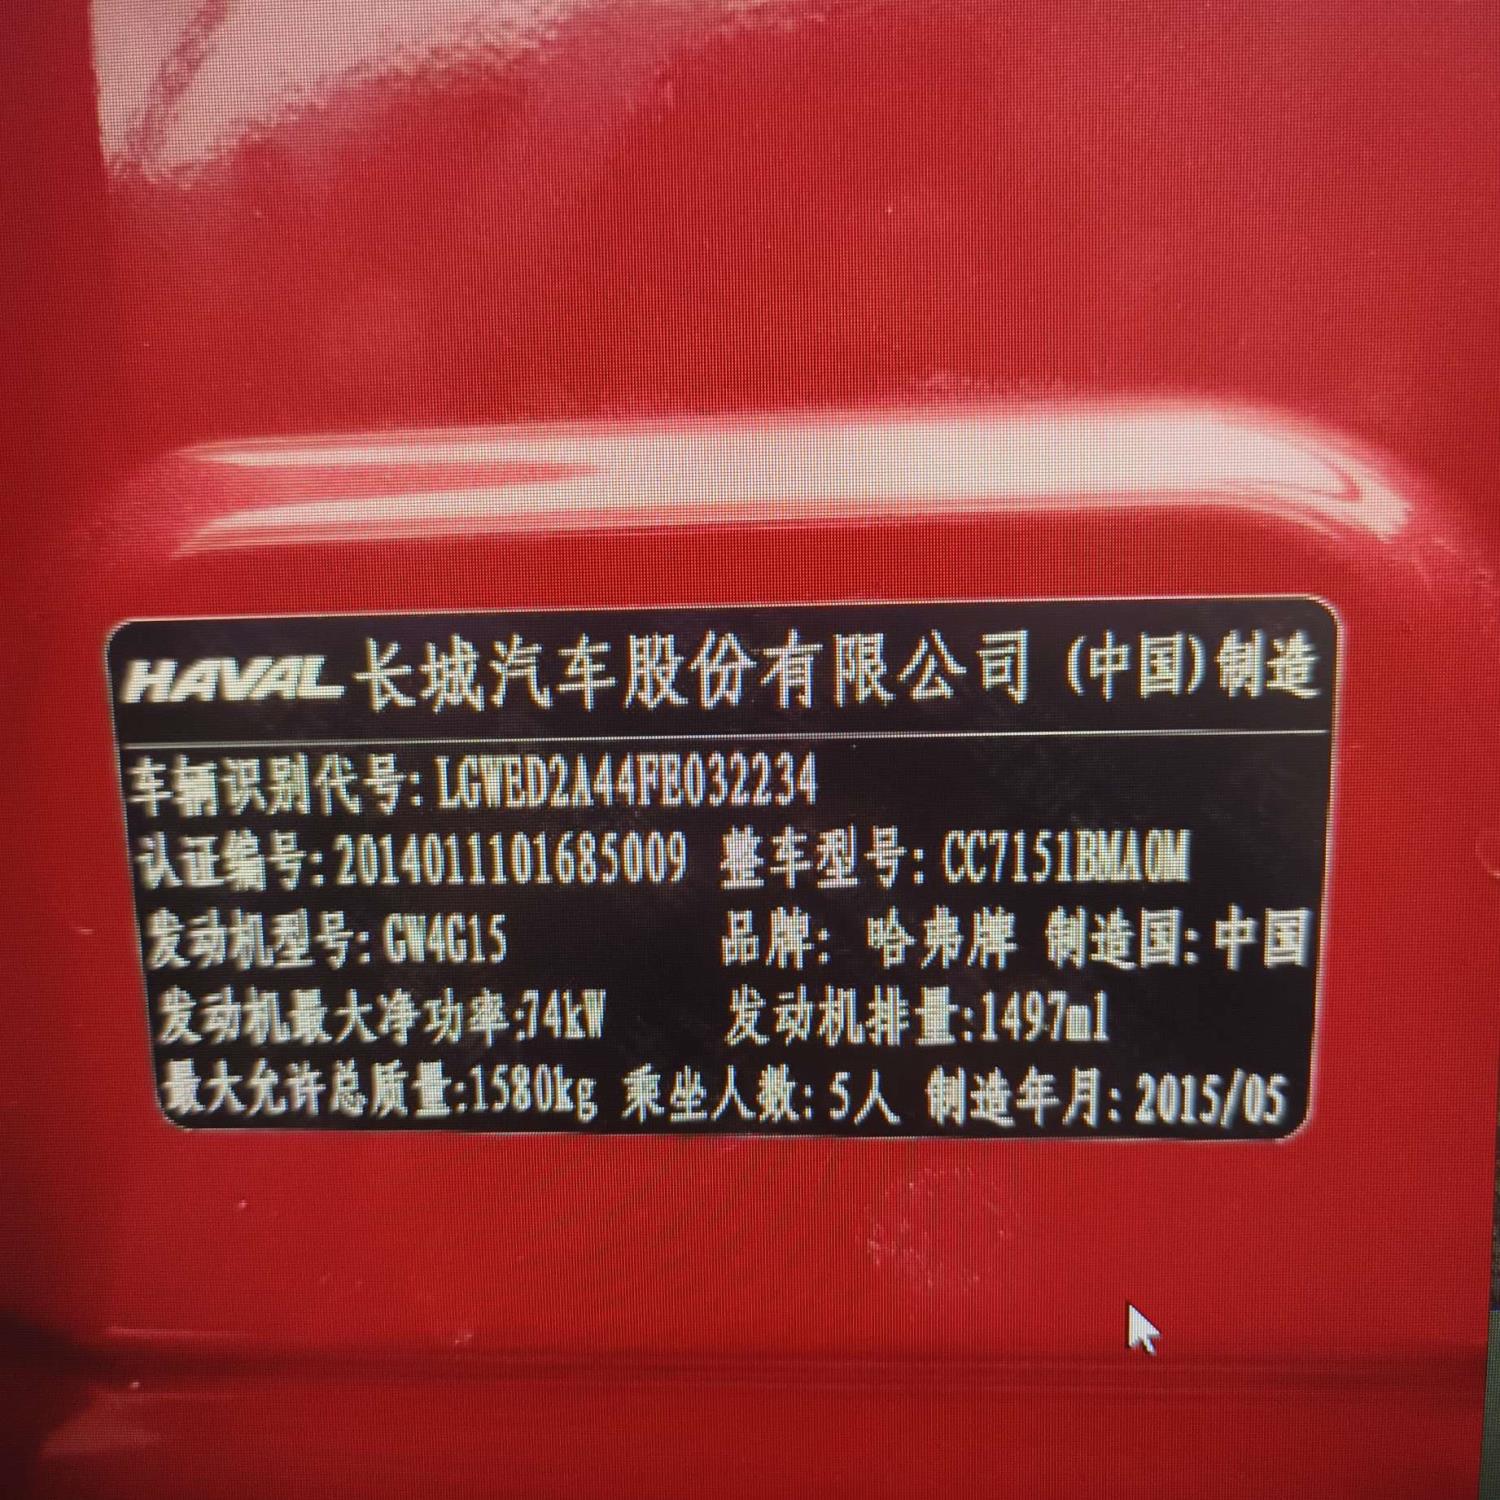 HAVAL 长城汽车股份有限公司 (中国) 制造
车辆识别代号: LGWED2A44FE032234
认证编号: 2014011101685009 整车型号: CC7151BMA0M
发动机型号: GW4G15 品牌: 哈弗牌 制造国: 中国
发动机最大净功率:74kW 发动机排量:1497ml
最大允许总质量:1580kg 乘坐人数: 5人 制造年月: 2015/05